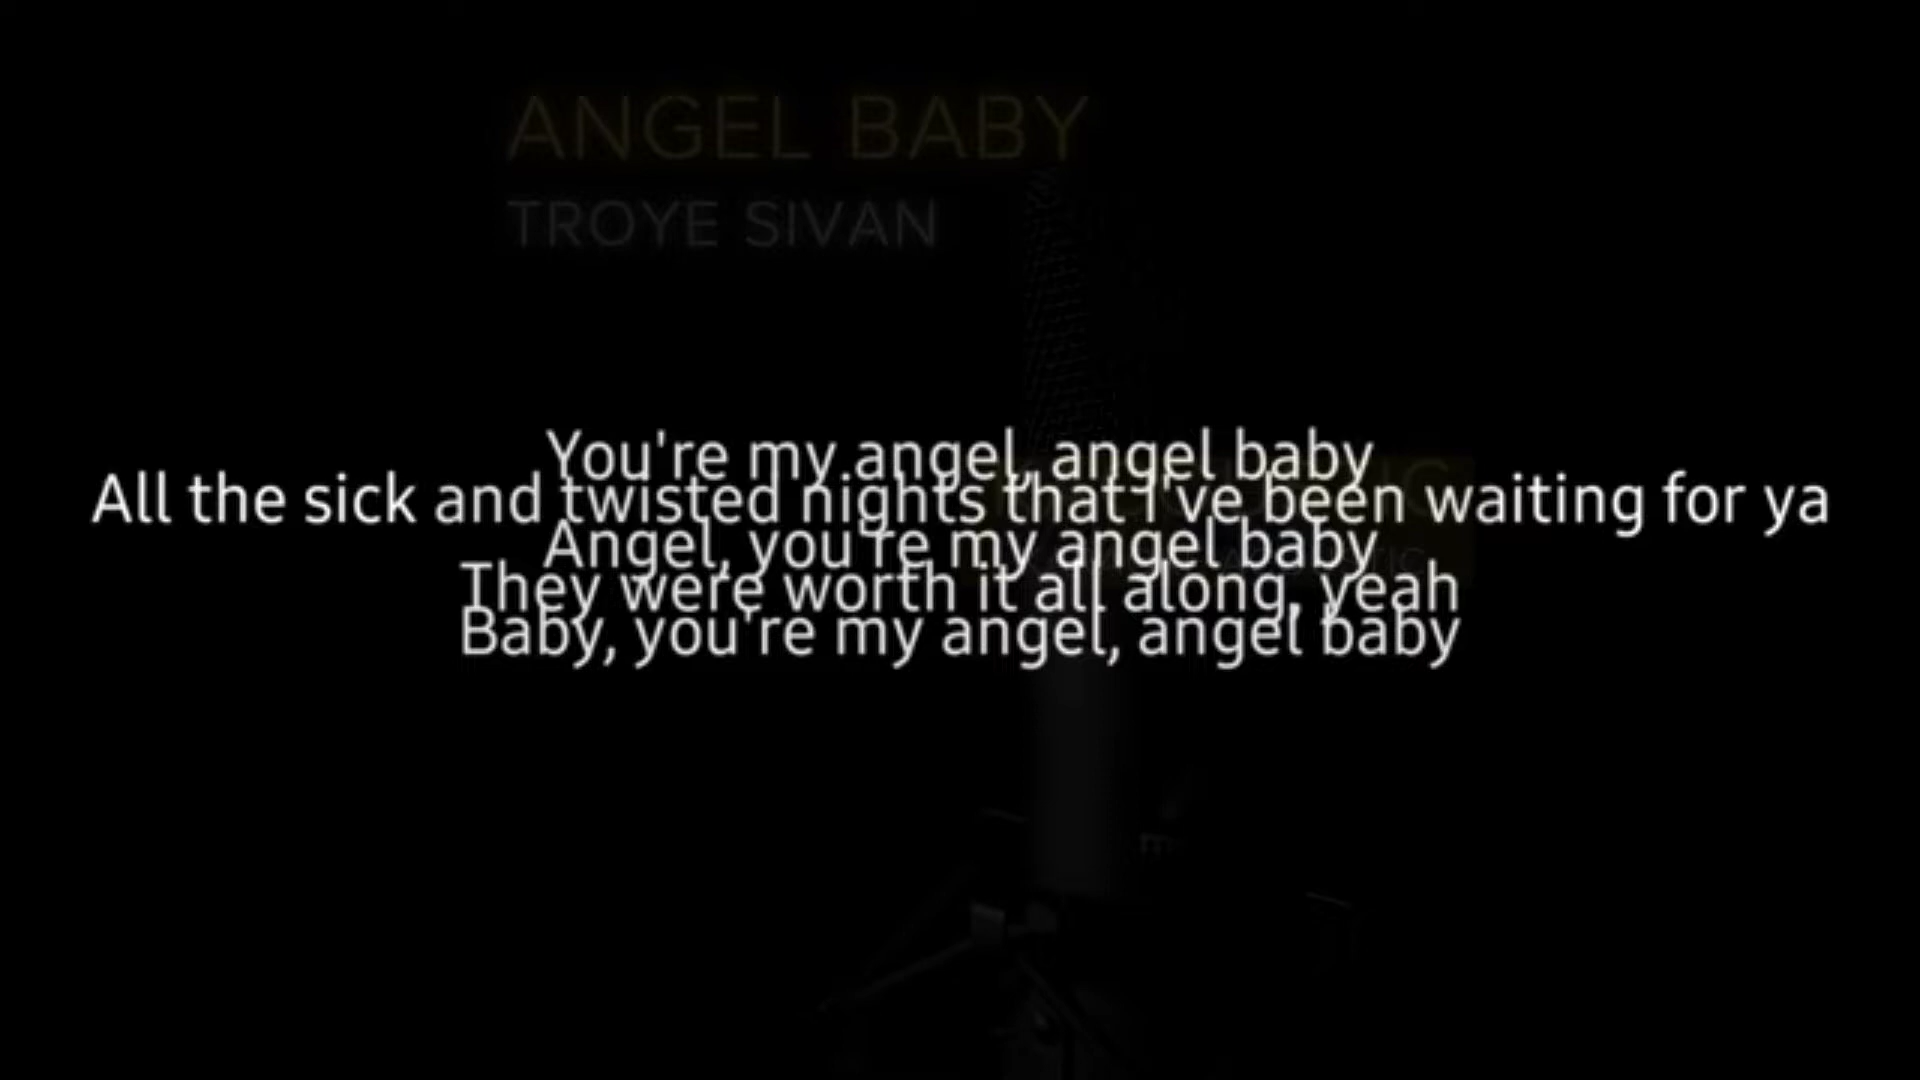 ANGEL BABY
TROYE SIVAN
You're my angel, angel baby
All the sick and twisted nights that I've been waiting for ya
Angel, you're my angel baby
They were worth it all along, yeah
Baby, you're my angel, angel baby